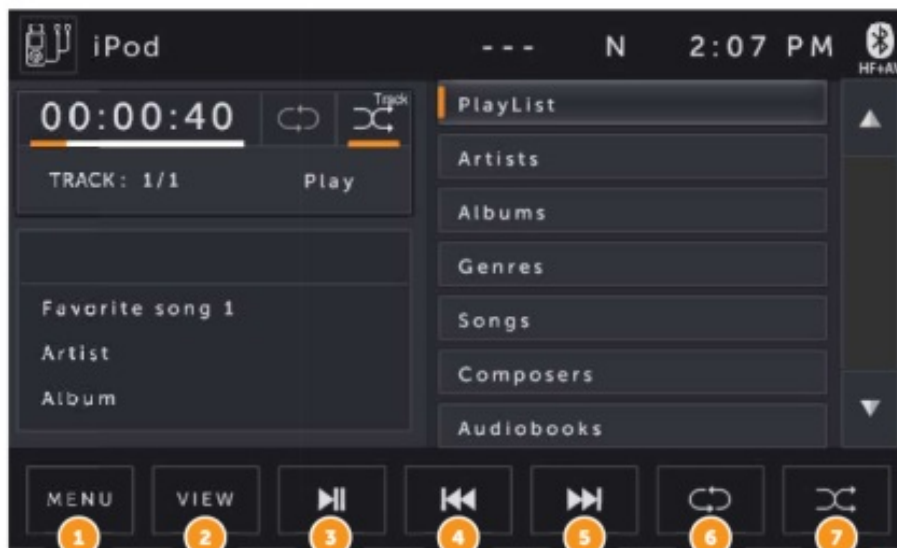 iPod --- N 2:07 PM
HF+AV
00:00:40 Track
TRACK: 1/1 Play
Favorite song 1
Artist
Album
PlayList
Artists
Albums
Genres
Songs
Composers
Audiobooks
MENU VIEW
1 2 3 4 5 6 7